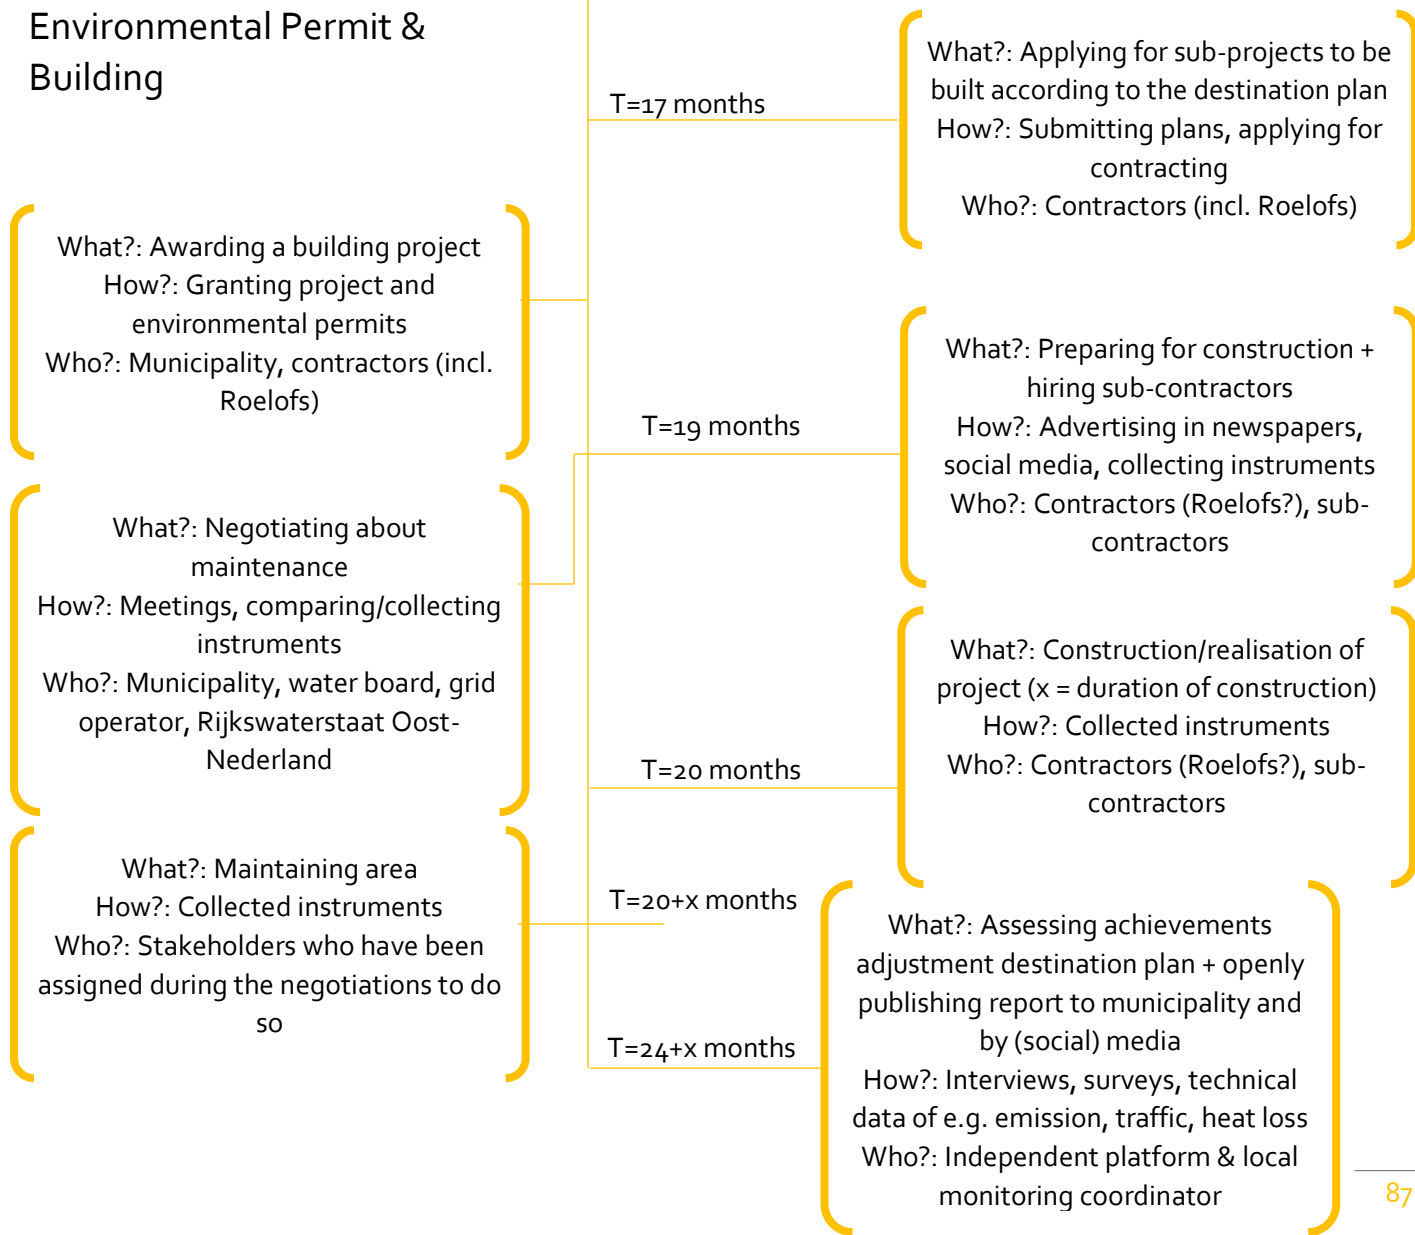 Environmental Permit &
Building
T=17 months
What?: Applying for sub-projects to be
built according to the destination plan
How?: Submitting plans, applying for
contracting
Who?: Contractors (incl. Roelofs)
What?: Awarding a building project
How?: Granting project and
environmental permits
Who?: Municipality, contractors (incl.
Roelofs)
T=19 months
What?: Preparing for construction +
hiring sub-contractors
How?: Advertising in newspapers,
social media, collecting instruments
Who?: Contractors (Roelofs?), sub-
contractors
What?: Negotiating about
maintenance
How?: Meetings, comparing/collecting
instruments
Who?: Municipality, water board, grid
operator, Rijkswaterstaat Oost-
Nederland
T=20 months
What?: Construction/realisation of
project (x = duration of construction)
How?: Collected instruments
Who?: Contractors (Roelofs?), sub-
contractors
What?: Maintaining area
How?: Collected instruments
Who?: Stakeholders who have been
assigned during the negotiations to do
so
T=20+x months
T=24+x months
What?: Assessing achievements
adjustment destination plan + openly
publishing report to municipality and
by (social) media
How?: Interviews, surveys, technical
data of e.g. emission, traffic, heat loss
Who?: Independent platform & local
monitoring coordinator
87